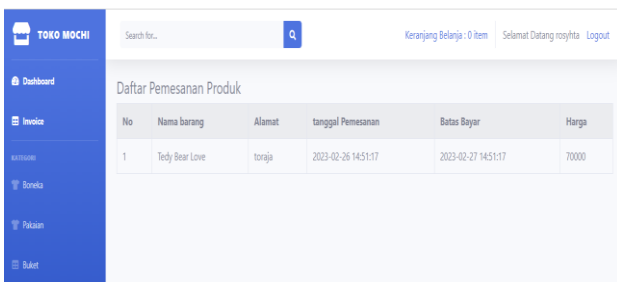 TOKO MOCHI
Search for...
Keranjang Belanja : 0 item
Selamat Datang rosyhta Logout
Dashboard
Invoice
KATEGORI
Boneka
Pakaian
Buket
Daftar Pemesanan Produk
No Nama barang Alamat tanggal Pemesanan Batas Bayar Harga
1 Tedy Bear Love toraja 2023-02-26 14:51:17 2023-02-27 14:51:17 70000